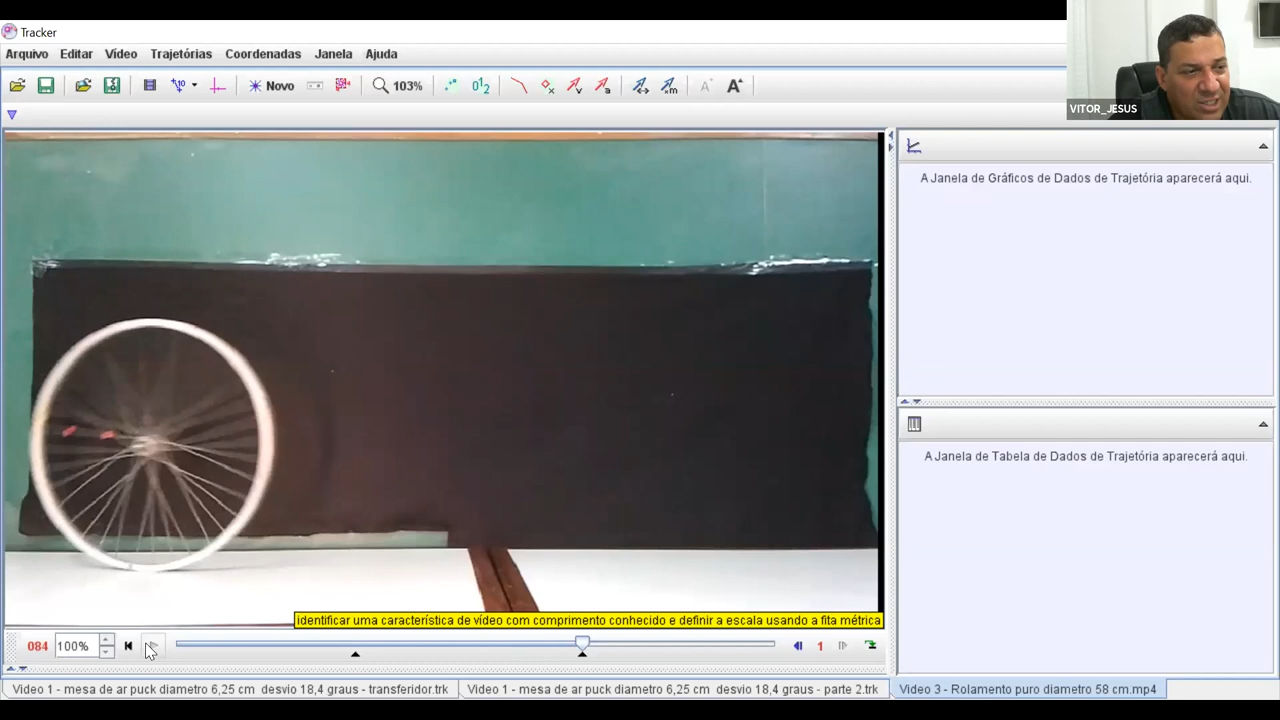 Tracker
Arquivo Editar Vídeo Trajetórias Coordenadas Janela Ajuda
Novo 103%
VITOR_JESUS
A Janela de Gráficos de Dados de Trajetória aparecerá aqui.
A Janela de Tabela de Dados de Trajetória aparecerá aqui.
identificar uma característica de vídeo com comprimento conhecido e definir a escala usando a fita métrica
084 100% 1
Video 1 - mesa de ar puck diametro 6,25 cm desvio 18,4 graus - transferidor.trk Video 1 - mesa de ar puck diametro 6,25 cm desvio 18,4 graus - parte 2.trk Video 3 - Rolamento puro diametro 58 cm.mp4